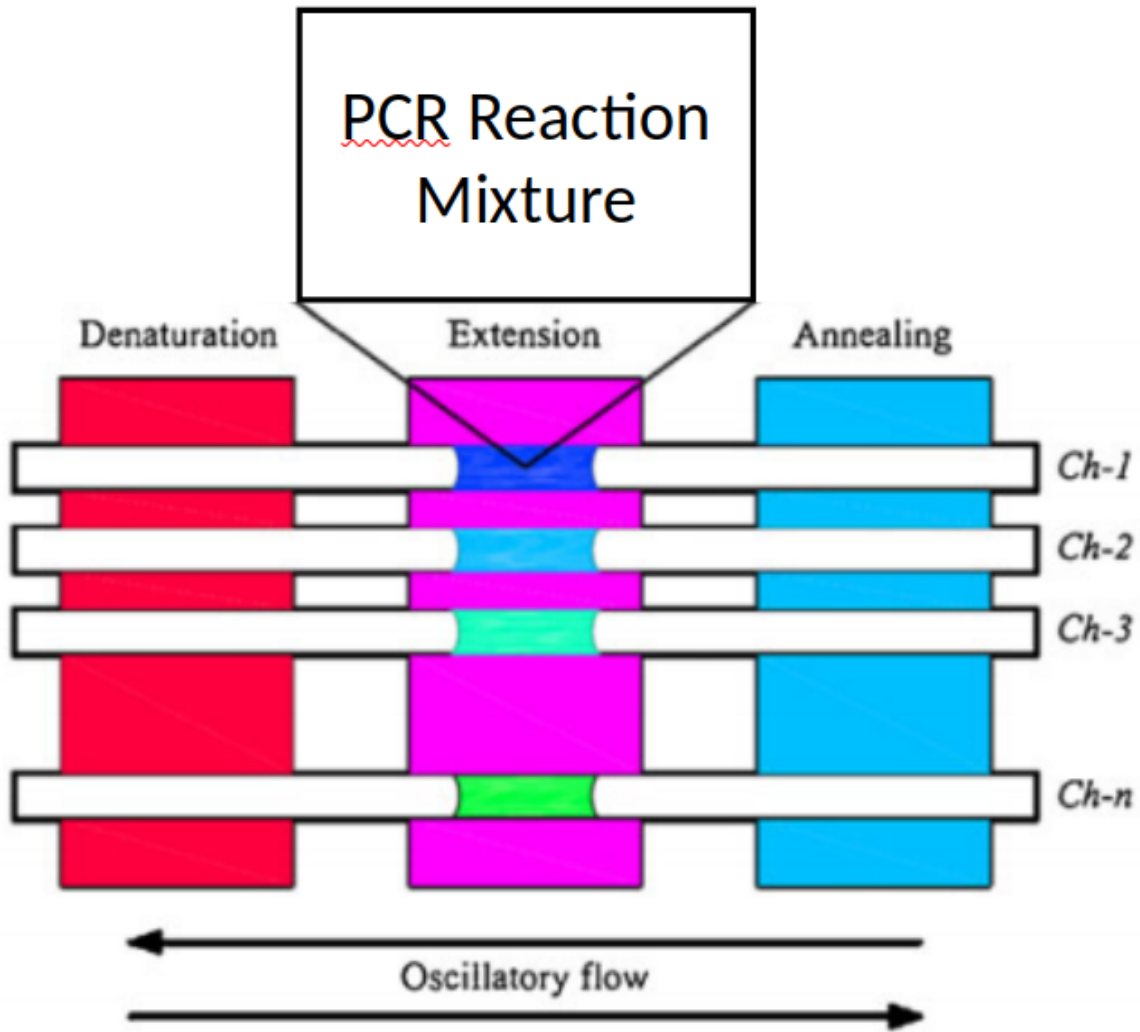 PCR Reaction
Mixture
Denaturation
Extension
Annealing
Ch-1
Ch-2
Ch-3
Ch-n
Oscillatory flow